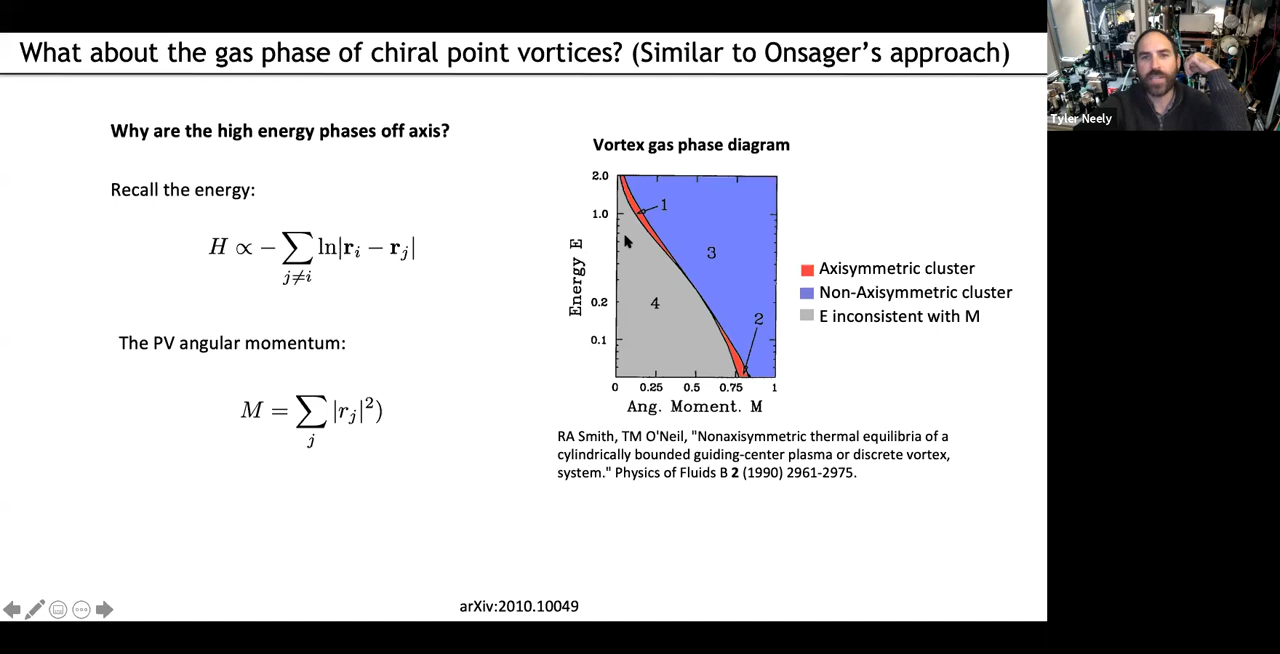 What about the gas phase of chiral point vortices? (Similar to Onsager's approach)
Tyler Neely
Why are the high energy phases off axis?
Recall the energy:
H ∝ − ∑ ln|r_i − r_j|
j≠i
The PV angular momentum:
M = ∑ |r_j|²)
j
Vortex gas phase diagram
2.0
1.0
0.2
0.1
Energy E
1
3
4
2
0 0.25 0.5 0.75 1
Ang. Moment. M
Axisymmetric cluster
Non-Axisymmetric cluster
E inconsistent with M
RA Smith, TM O'Neil, "Nonaxisymmetric thermal equilibria of a
cylindrically bounded guiding-center plasma or discrete vortex,
system." Physics of Fluids B 2 (1990) 2961-2975.
arXiv:2010.10049